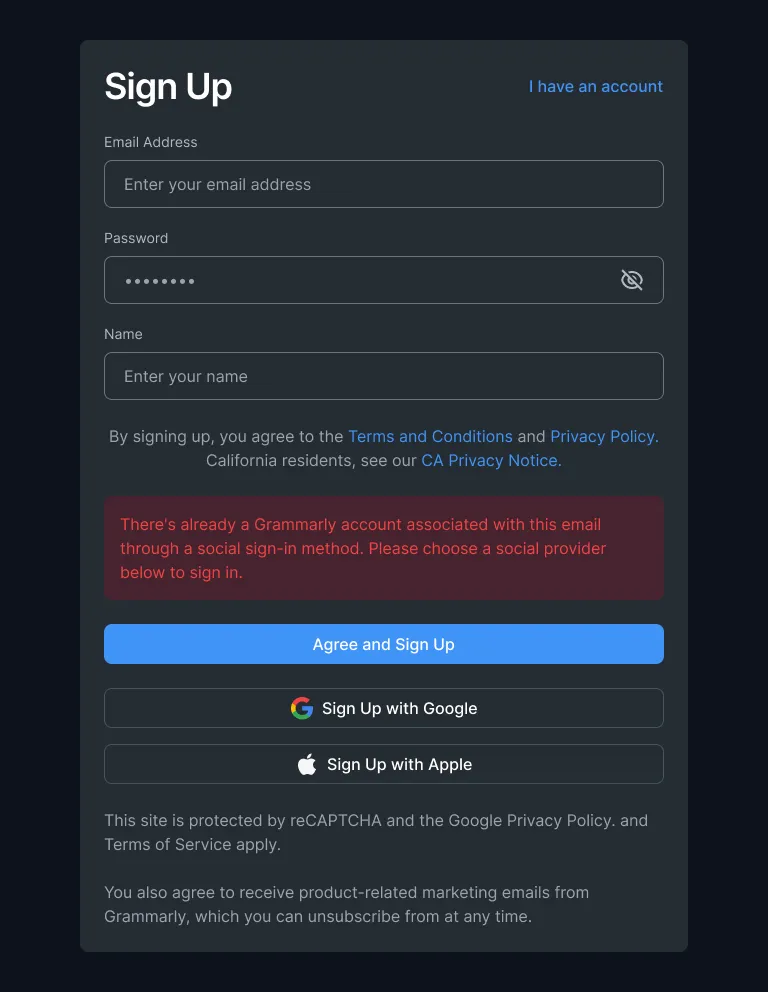 Sign Up
I have an account
Email Address
Enter your email address
Password
••••••••
Name
Enter your name
By signing up, you agree to the Terms and Conditions and Privacy Policy.
California residents, see our CA Privacy Notice.
There's already a Grammarly account associated with this email
through a social sign-in method. Please choose a social provider
below to sign in.
Agree and Sign Up
Sign Up with Google
Sign Up with Apple
This site is protected by reCAPTCHA and the Google Privacy Policy. and
Terms of Service apply.
You also agree to receive product-related marketing emails from
Grammarly, which you can unsubscribe from at any time.